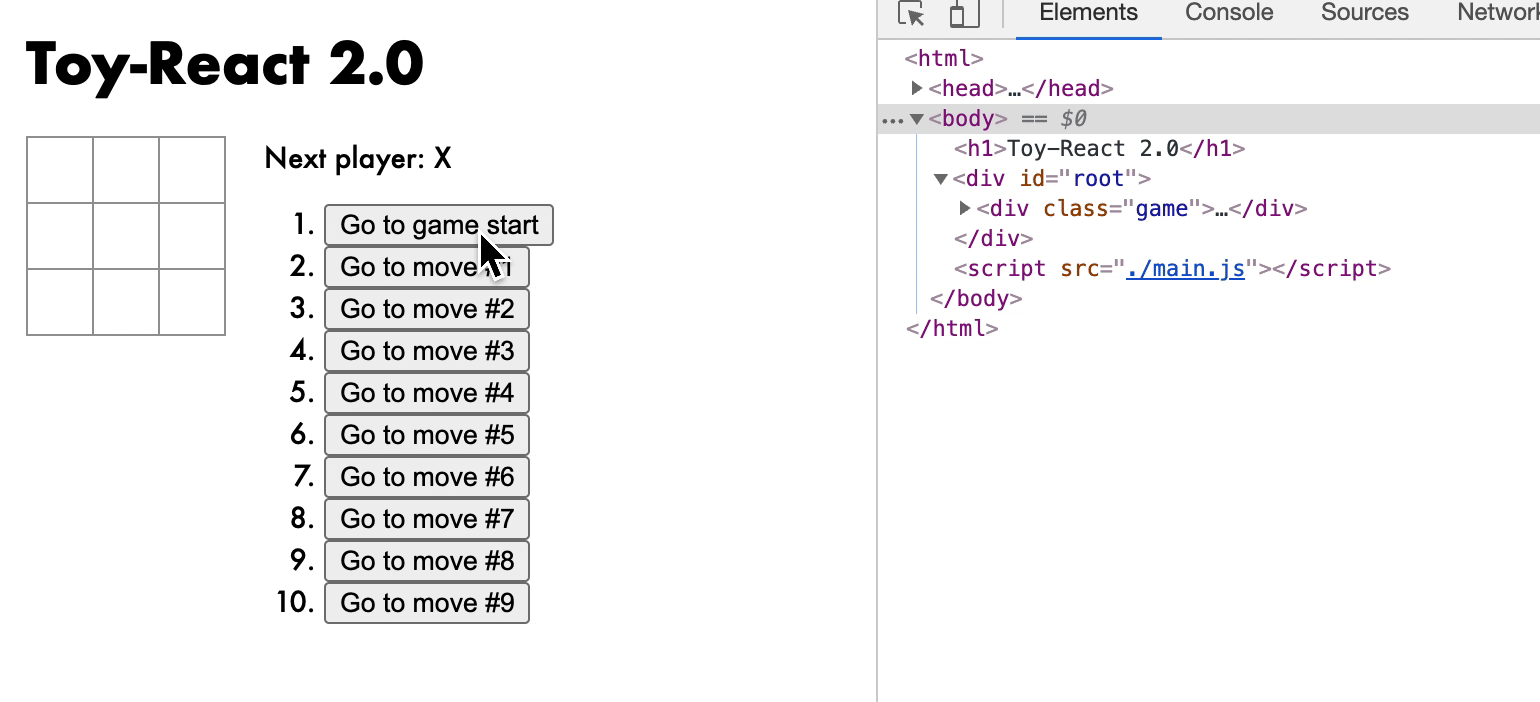 Toy-React 2.0
Next player: X
1. Go to game start
2. Go to move
3. Go to move #2
4. Go to move #3
5. Go to move #4
6. Go to move #5
7. Go to move #6
8. Go to move #7
9. Go to move #8
10. Go to move #9
Elements Console Sources
<html>
<head>…</head>
<body> == $0
<h1>Toy-React 2.0</h1>
<div id="root">
<div class="game">…</div>
</div>
<script src="./main.js"></script>
</body>
</html>